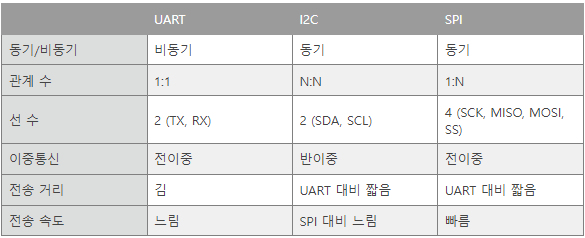 UART I2C SPI
동기/비동기 비동기 동기 동기
관계 수 1:1 N:N 1:N
선 수 2 (TX, RX) 2 (SDA, SCL) 4 (SCK, MISO, MOSI,
SS)
이중통신 전이중 반이중 전이중
전송 거리 김 UART 대비 짧음 UART 대비 짧음
전송 속도 느림 SPI 대비 느림 빠름